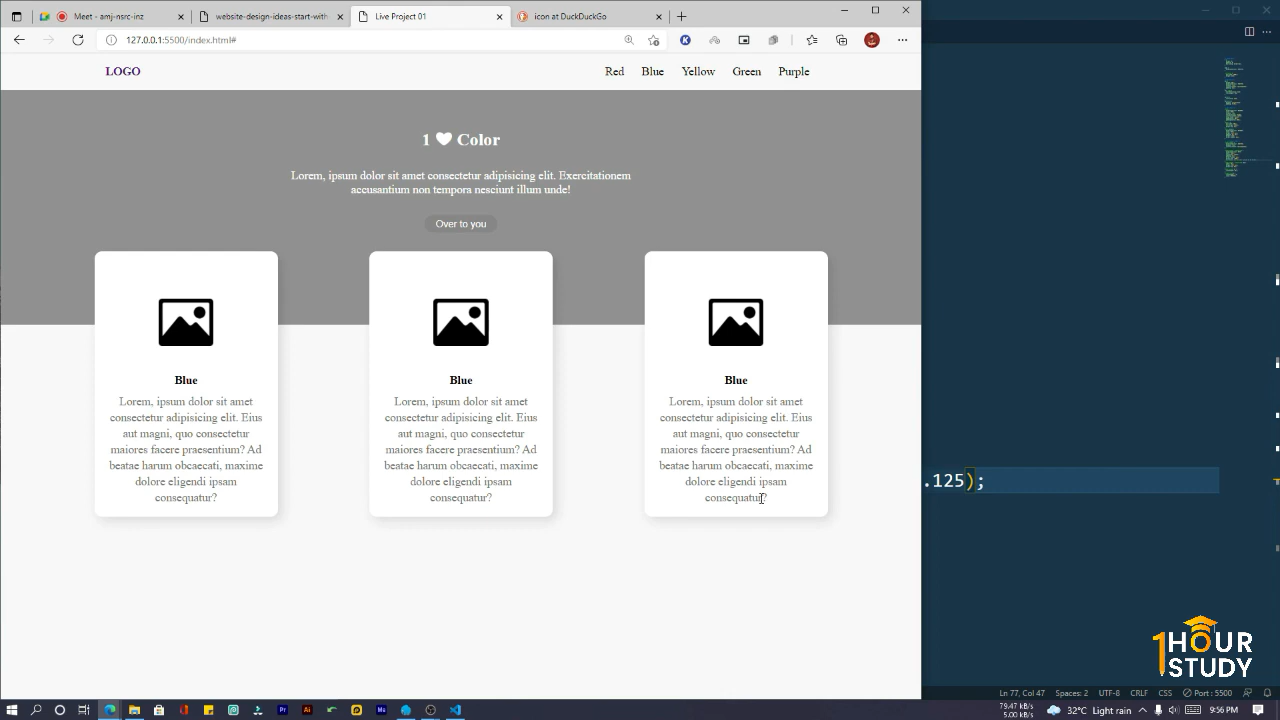 Meet - amj-nsrc-inz
website-design-ideas-start-with
Live Project 01
icon at DuckDuckGo
127.0.0.1:5500/index.html#
LOGO
Red Blue Yellow Green Purple
1 Color
Lorem, ipsum dolor sit amet consectetur adipisicing elit. Exercitationem
accusantium non tempora nesciunt illum unde!
Over to you
Blue
Lorem, ipsum dolor sit amet
consectetur adipisicing elit. Eius
aut magni, quo consectetur
maiores facere praesentium? Ad
beatae harum obcaecati, maxime
dolore eligendi ipsam
consequatur?
Blue
Lorem, ipsum dolor sit amet
consectetur adipisicing elit. Eius
aut magni, quo consectetur
maiores facere praesentium? Ad
beatae harum obcaecati, maxime
dolore eligendi ipsam
consequatur?
Blue
Lorem, ipsum dolor sit amet
consectetur adipisicing elit. Eius
aut magni, quo consectetur
maiores facere praesentium? Ad
beatae harum obcaecati, maxime
dolore eligendi ipsam
consequatur?
.125);
1HOUR
STUDY
Ln 77, Col 47 Spaces: 2 UTF-8 CRLF CSS Port : 5500
79.47 kB/s
5.00 kB/s
32°C Light rain
9:56 PM